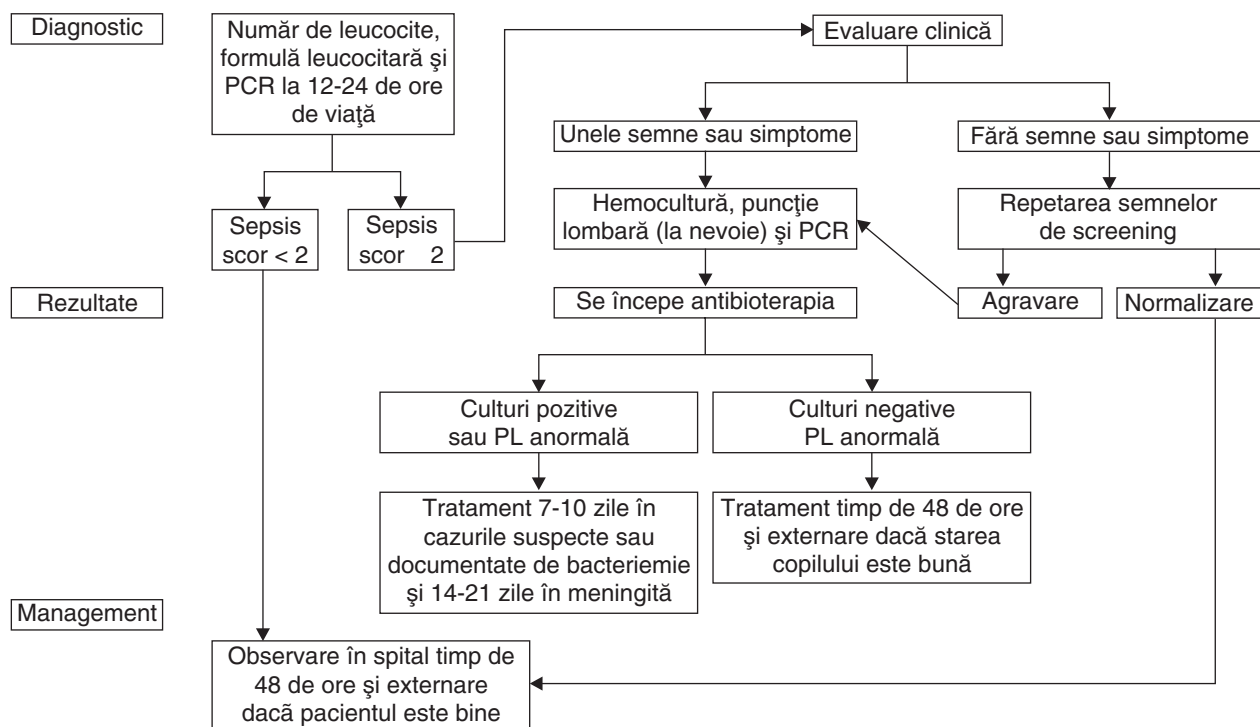 Diagnostic
Număr de leucocite,
formulă leucocitară şi
PCR la 12-24 de ore
de viaţă
Evaluare clinică
Unele semne sau simptome
Fără semne sau simptome
Sepsis
scor < 2
Sepsis
scor 2
Hemocultură, puncţie
lombară (la nevoie) şi PCR
Repetarea semnelor
de screening
Rezultate
Se începe antibioterapia
Agravare
Normalizare
Culturi pozitive
sau PL anormală
Culturi negative
PL anormală
Tratament 7-10 zile în
cazurile suspecte sau
documentate de bacteriemie
şi 14-21 zile în meningită
Tratament timp de 48 de ore
şi externare dacă starea
copilului este bună
Management
Observare în spital timp de
48 de ore şi externare
dacã pacientul este bine